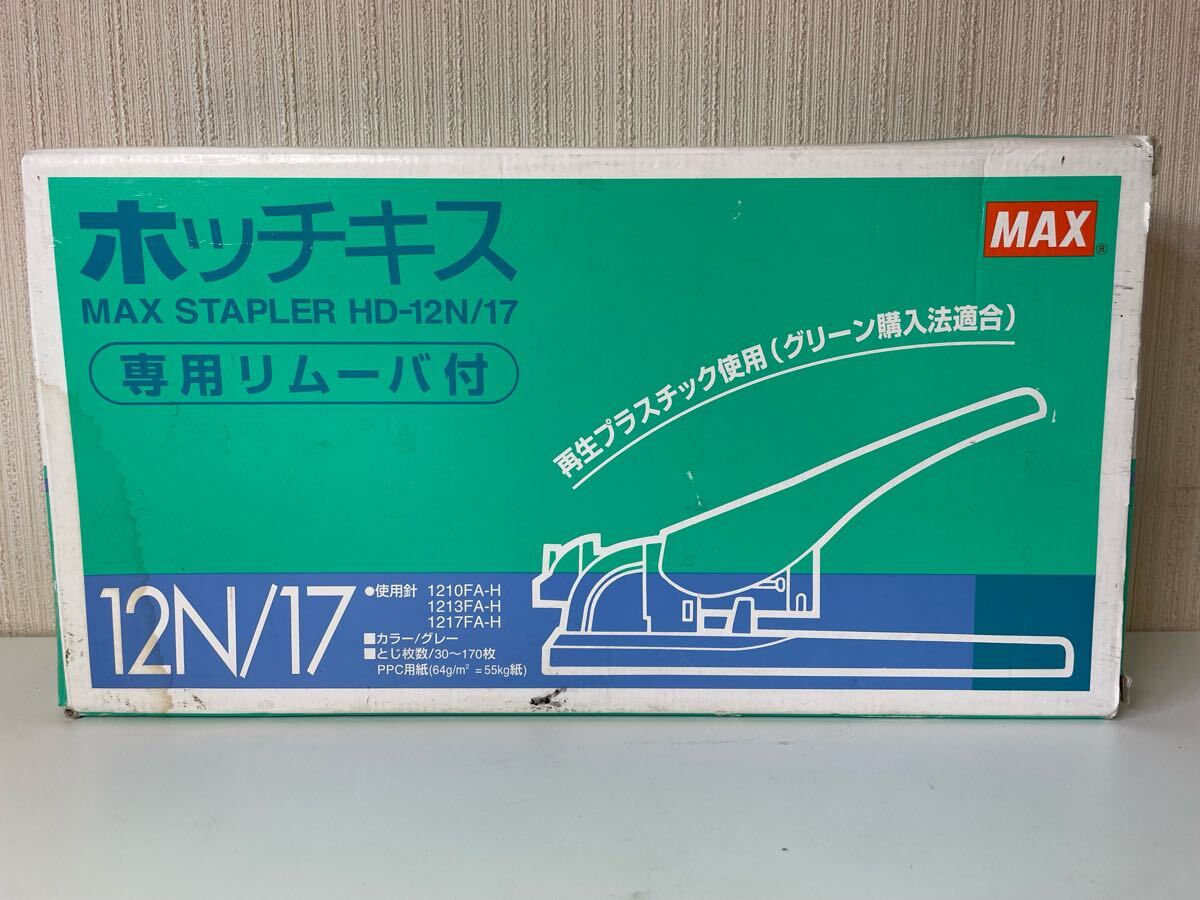 ホッチキス
MAX STAPLER HD-12N/17
専用リムーバ付
MAX®
再生プラスチック使用(グリーン購入法適合)
12N/17
●使用針 1210FA-H
1213FA-H
1217FA-H
■カラー/グレー
■とじ枚数/30〜170枚
PPC用紙(64g/m² = 55kg紙)